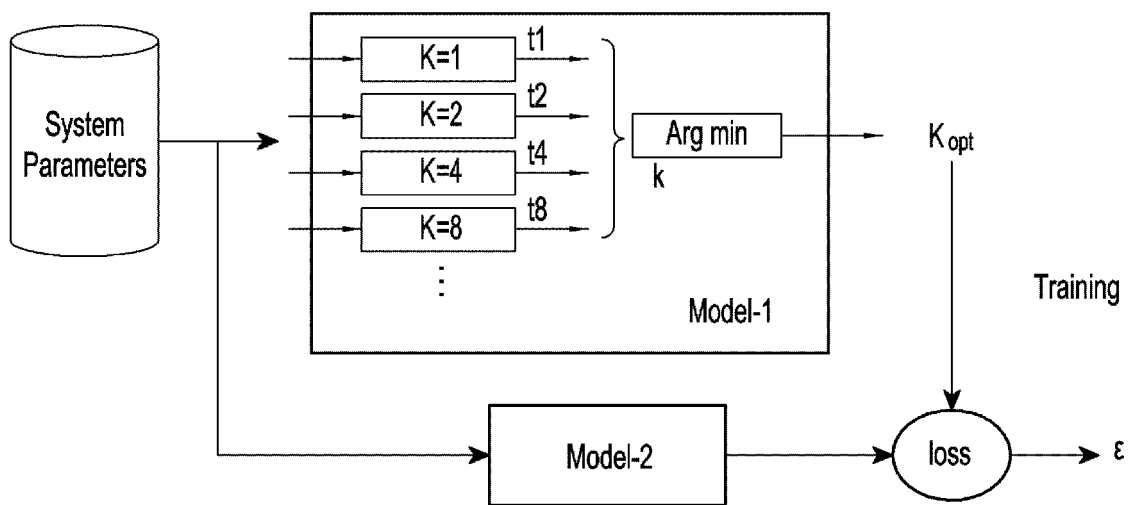 System
Parameters
K=1
t1
K=2
t2
K=4
t4
K=8
t8
⋮
Arg min
k
Model-1
K opt
Training
Model-2
loss
ε